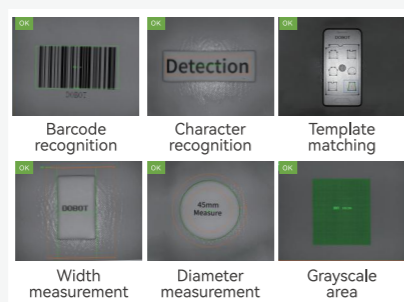 OK
OK
OK
DOBOT
Detection
Barcode
recognition
Character
recognition
Template
matching
OK
OK
OK
DOBOT
45mm
Measure
Width
measurement
Diameter
measurement
Grayscale
area